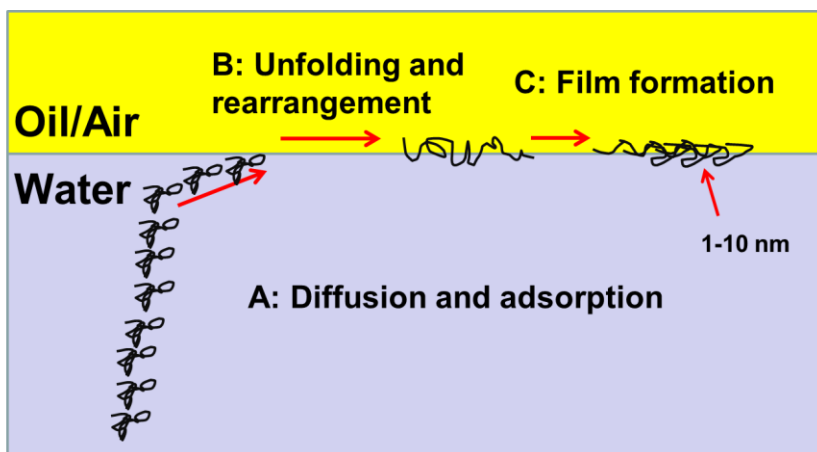 B: Unfolding and
rearrangement
C: Film formation
Oil/Air
Water
1-10 nm
A: Diffusion and adsorption